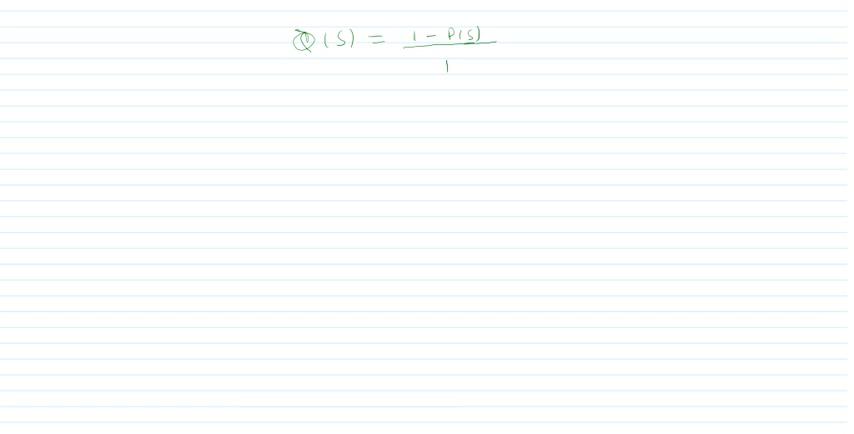 Q(S) = 1 - P(S)
1